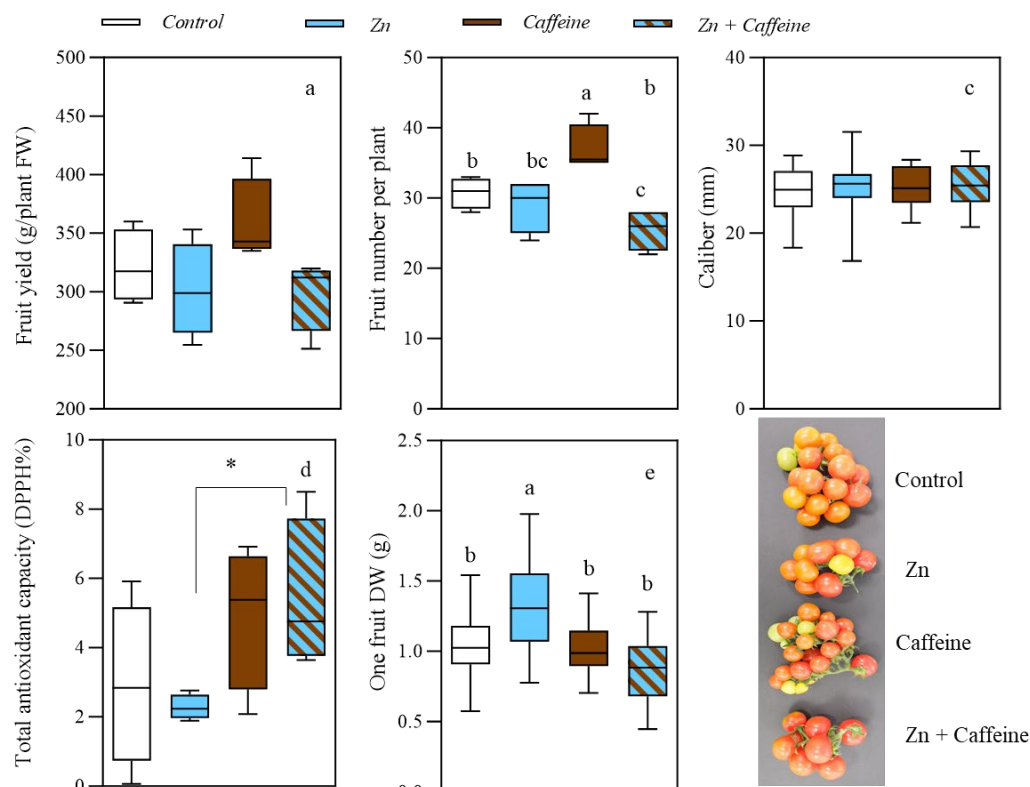 Control Zn Caffeine Zn + Caffeine
Fruit yield (g/plant FW)
500
450
400
350
300
250
200
a
Fruit number per plant
50
40
30
20
10
0
b
bc
a
b
c
Caliber (mm)
40
30
20
10
0
c
Total antioxidant capacity (DPPH%)
10
8
6
4
2
0
*
d
One fruit DW (g)
2.5
2.0
1.5
1.0
0.5
b
a
b
b
e
Control
Zn
Caffeine
Zn + Caffeine